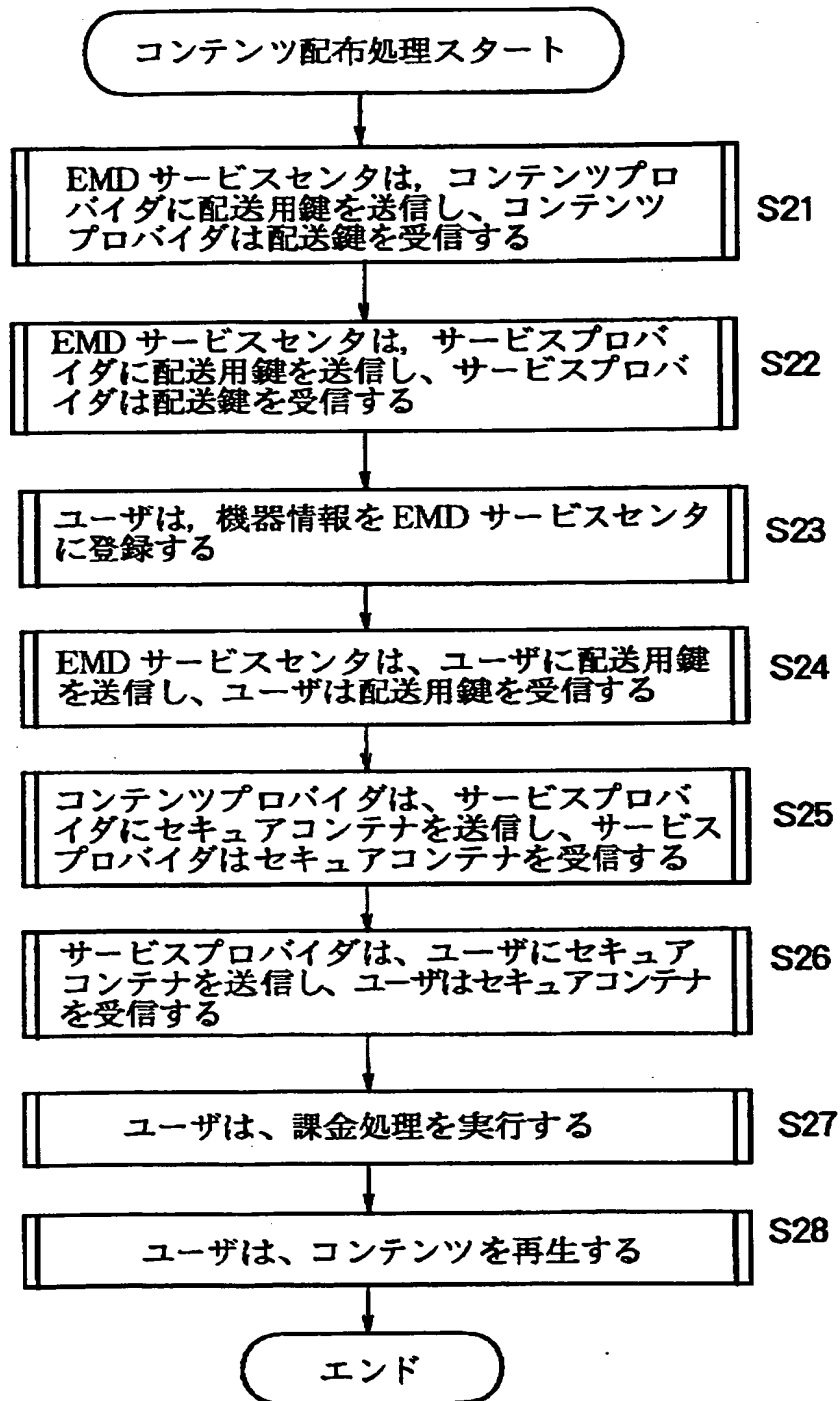 コンテンツ配布処理スタート
EMD サービスセンタは，コンテンツプロ
バイダに配送用鍵を送信し、コンテンツ
プロバイダは配送鍵を受信する
S21
EMD サービスセンタは，サービスプロバ
イダに配送用鍵を送信し、サービスプロバ
イダは配送鍵を受信する
S22
ユーザは，機器情報を EMD サービスセンタ
に登録する
S23
EMD サービスセンタは、ユーザに配送用鍵
を送信し、ユーザは配送用鍵を受信する
S24
コンテンツプロバイダは、サービスプロバ
イダにセキュアコンテナを送信し、サービス
プロバイダはセキュアコンテナを受信する
S25
サービスプロバイダは、ユーザにセキュア
コンテナを送信し、ユーザはセキュアコンテナ
を受信する
S26
ユーザは、課金処理を実行する
S27
ユーザは、コンテンツを再生する
S28
エンド